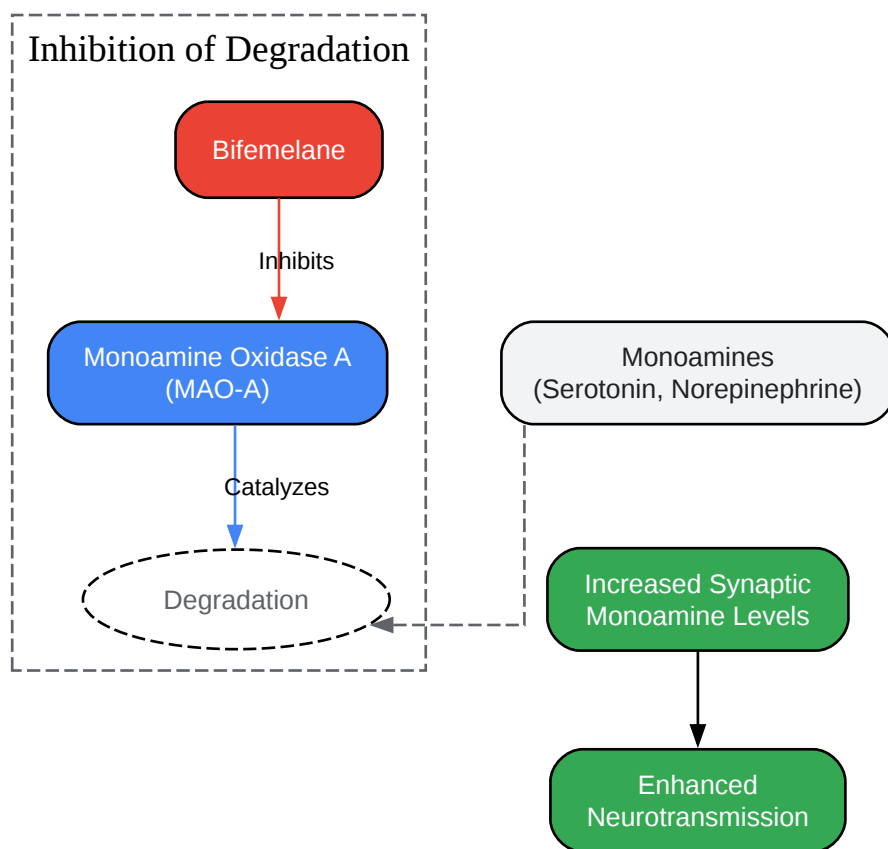 Inhibition of Degradation
Bifemelane
Inhibits
Monoamine Oxidase A
(MAO-A)
Monoamines
(Serotonin, Norepinephrine)
Catalyzes
Degradation
Increased Synaptic
Monoamine Levels
Enhanced
Neurotransmission